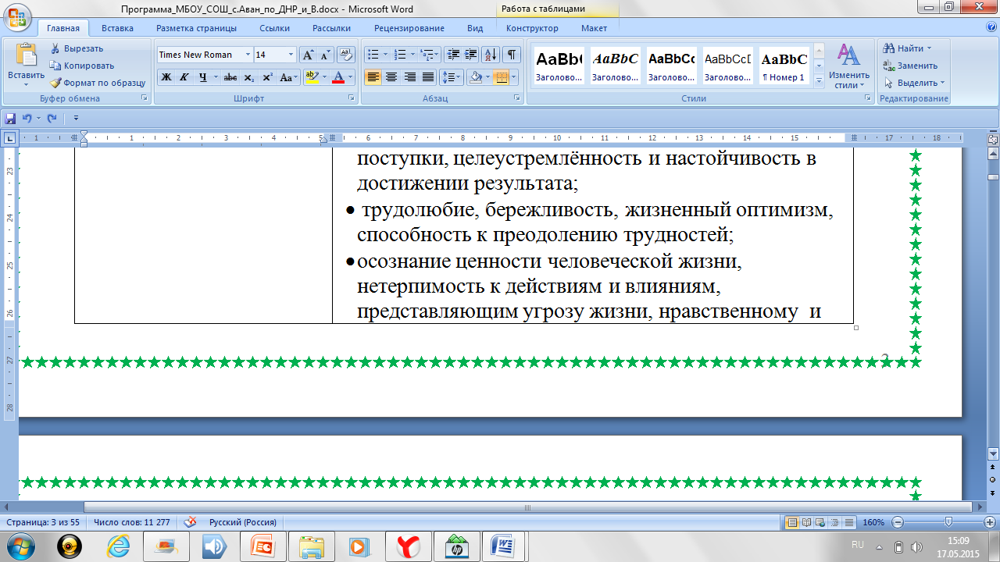 Программа_МБОУ_СОШ_с.Аван_по_ДНР_и_В.docx - Microsoft Word
Работа с таблицами
Главная Вставка Разметка страницы Ссылки Рассылки Рецензирование Вид Конструктор Макет
Вставить
Вырезать
Копировать
Формат по образцу
Буфер обмена
Times New Roman 14
Ж К Ч abc x₂ x² Aa
Шрифт
Абзац
AaBb( AaBbC AaBbCc AaBbCcD AaBbC
Заголово... Заголово... Заголово... Заголово... ¶ Номер 1
Изменить стили
Стили
Найти
Заменить
Выделить
Редактирование
1 1 2 3 4 5 6 7 8 9 10 11 12 13 14 15 17 18
23
24
25
26
27
28
поступки, целеустремлённость и настойчивость в
достижении результата;
• трудолюбие, бережливость, жизненный оптимизм,
способность к преодолению трудностей;
• осознание ценности человеческой жизни,
нетерпимость к действиям и влияниям,
представляющим угрозу жизни, нравственному и
Страница: 3 из 55 Число слов: 11 277 Русский (Россия) 160%
RU
15:09
17.05.2015